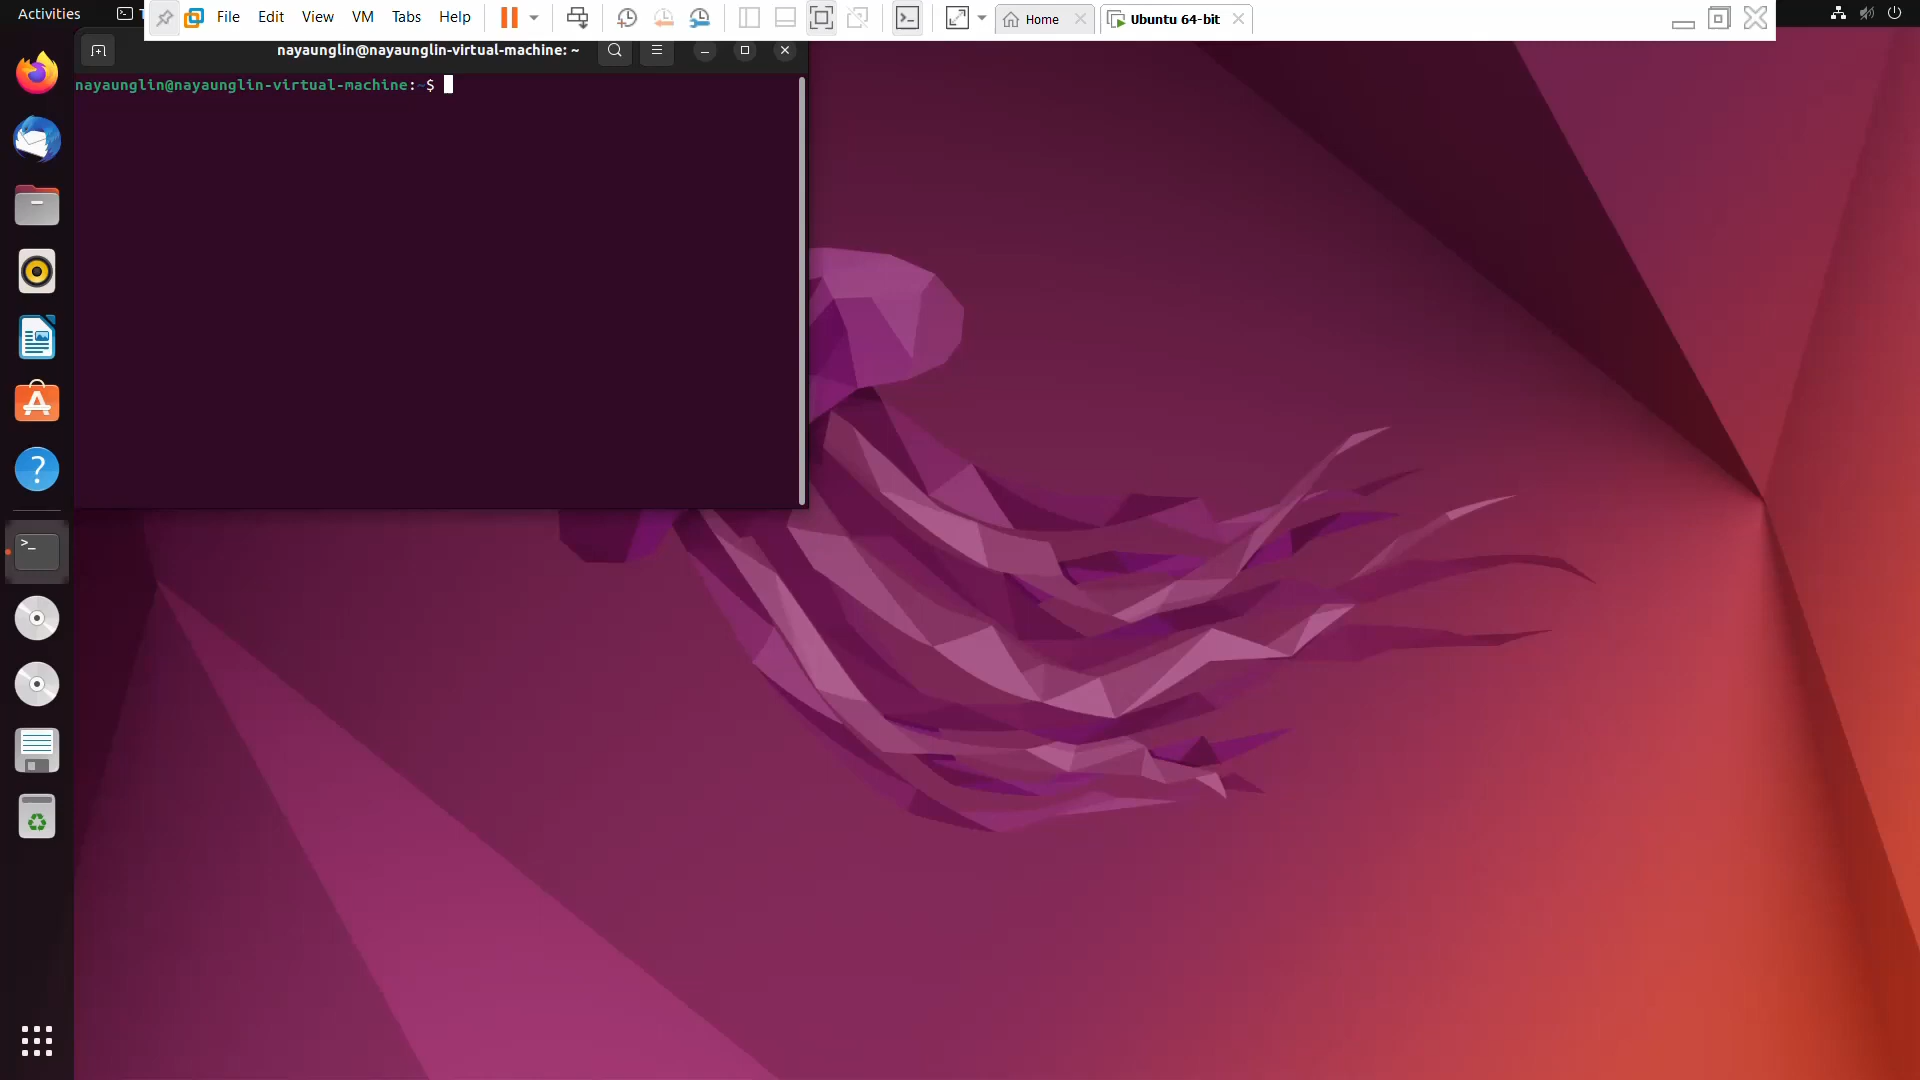 Activities
File Edit View VM Tabs Help
Home
Ubuntu 64-bit
nayaunglin@nayaunglin-virtual-machine: ~
nayaunglin@nayaunglin-virtual-machine:~$